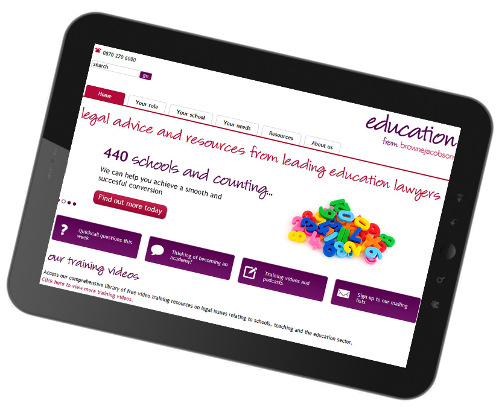 0870 270 6000
search
go
education
from brownejacobson
Home
Your role
Your school
Your needs
Resources
About us
legal advice and resources from leading education lawyers
440 schools and counting...
We can help you achieve a smooth and
succesful conversion
Find out more today
?
Quickcall questions this
week
Thinking of becoming an
academy?
Training videos and
podcasts
Sign up to our mailing
lists
our training videos
Access our comprehensive library of free video training resources on legal issues relating to schools, teaching and the education sector.
Click here to view more training videos.